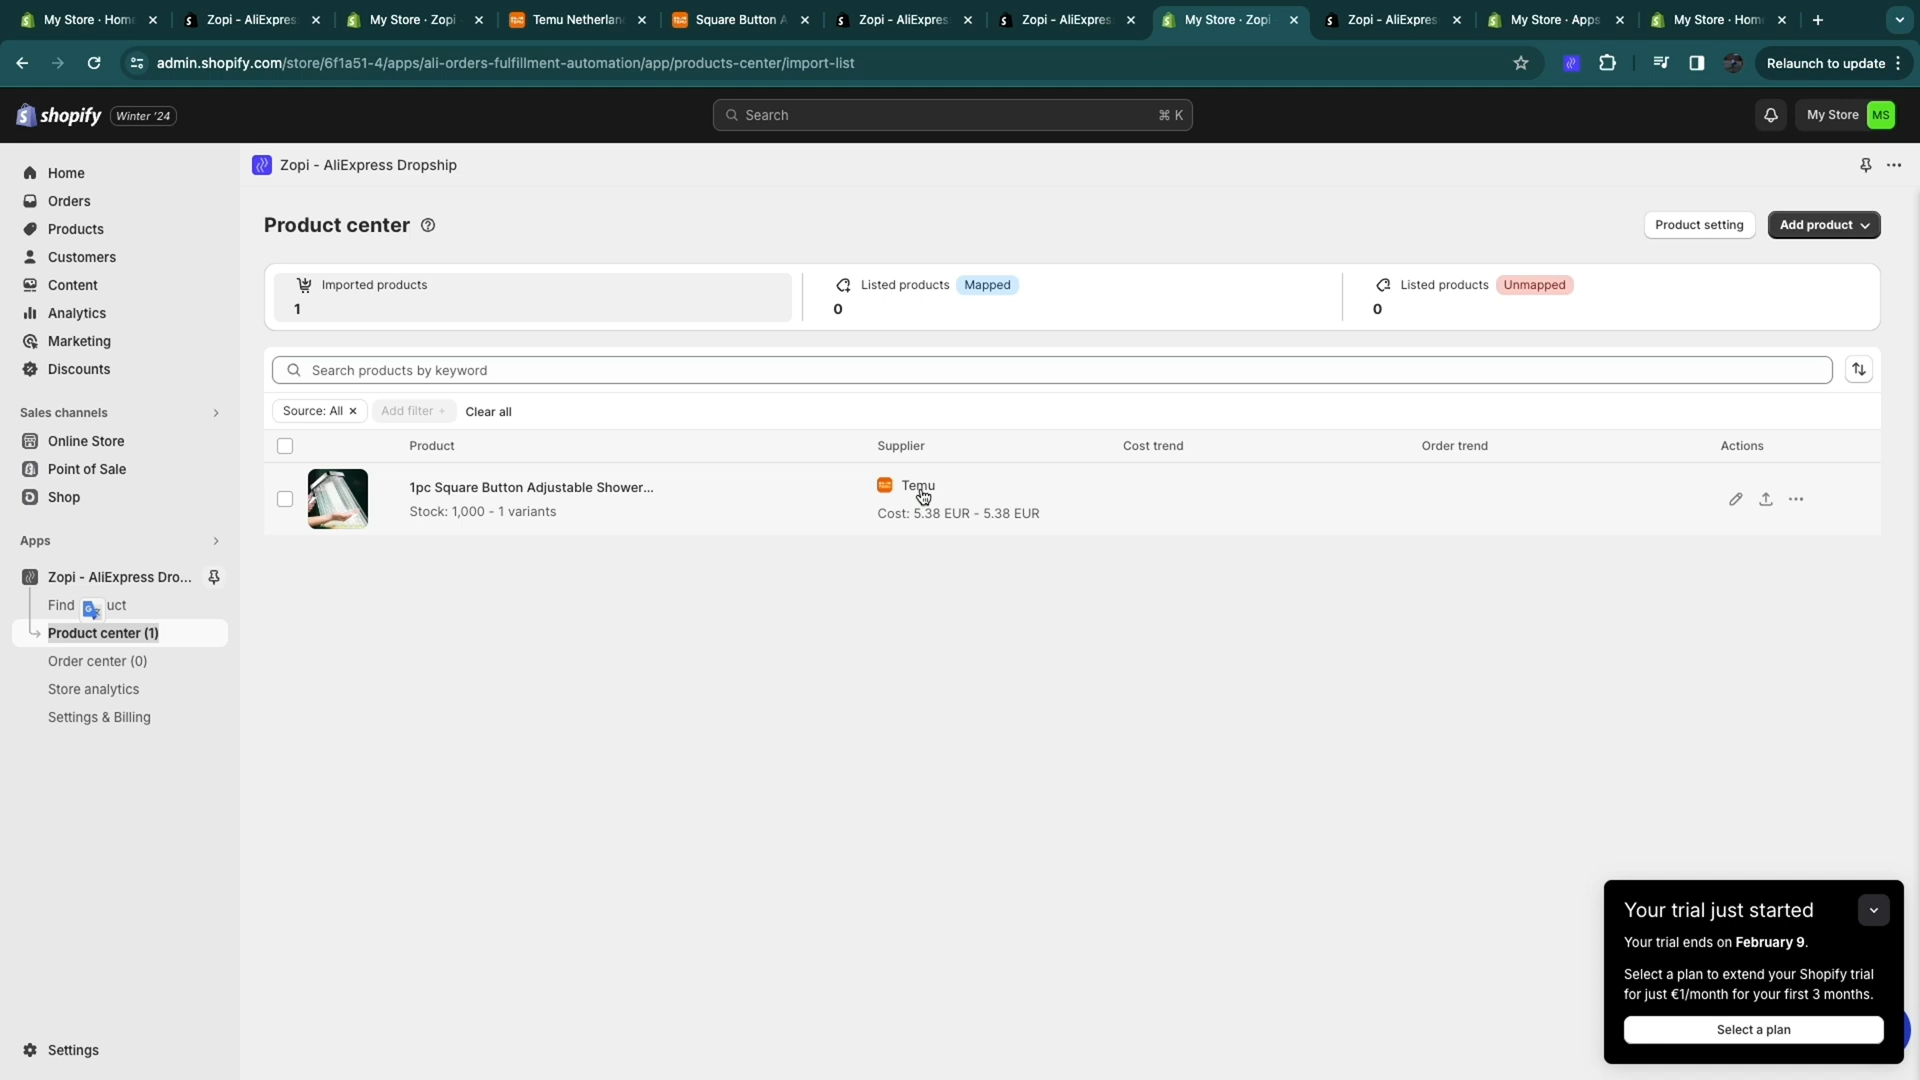 My Store · Hom
Zopi - AliExpres
My Store · Zopi
Temu Netherlan
Square Button A
Zopi - AliExpres
Zopi - AliExpres
My Store · Zopi
Zopi - AliExpres
My Store · Apps
My Store · Hom
admin.shopify.com/store/6f1a51-4/apps/ali-orders-fulfillment-automation/app/products-center/import-list
Relaunch to update
shopify
Winter '24
Search
⌘ K
My Store
MS
Home
Orders
Products
Customers
Content
Analytics
Marketing
Discounts
Sales channels
Online Store
Point of Sale
Shop
Apps
Zopi - AliExpress Dro...
Find uct
Product center (1)
Order center (0)
Store analytics
Settings & Billing
Settings
Zopi - AliExpress Dropship
Product center
Product setting
Add product
Imported products
1
Listed products Mapped
0
Listed products Unmapped
0
Search products by keyword
Source: All
Add filter +
Clear all
Product
Supplier
Cost trend
Order trend
Actions
1pc Square Button Adjustable Shower...
Stock: 1,000 - 1 variants
Temu
Cost: 5.38 EUR - 5.38 EUR
Your trial just started
Your trial ends on February 9.
Select a plan to extend your Shopify trial
for just €1/month for your first 3 months.
Select a plan